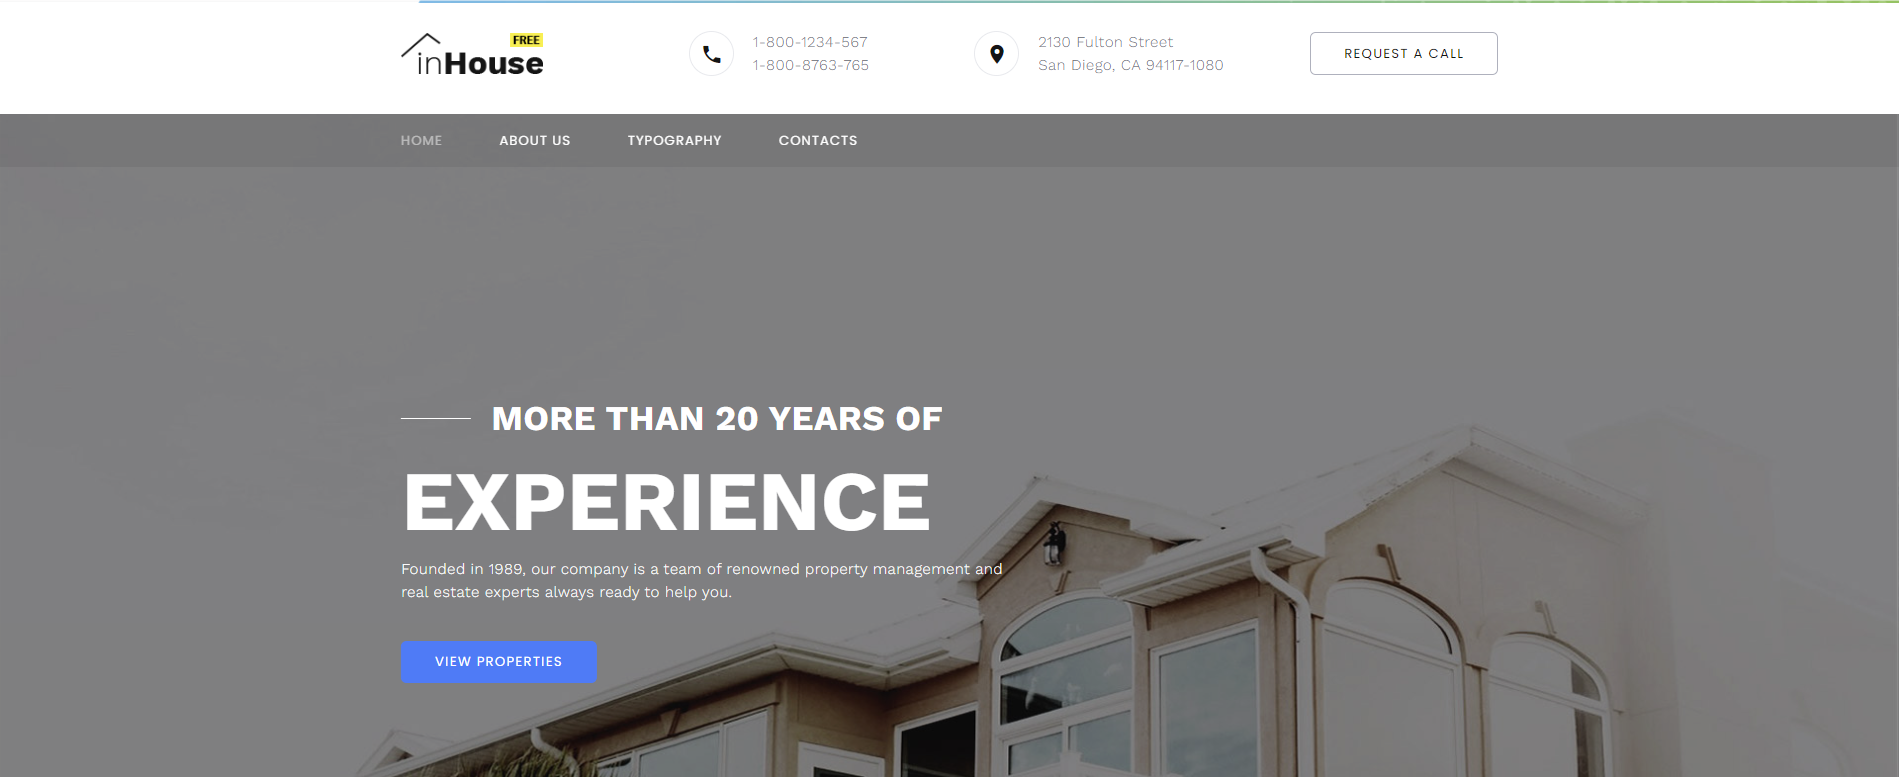 FREE
inHouse
1-800-1234-567
1-800-8763-765
2130 Fulton Street
San Diego, CA 94117-1080
REQUEST A CALL
HOME
ABOUT US
TYPOGRAPHY
CONTACTS
MORE THAN 20 YEARS OF
EXPERIENCE
Founded in 1989, our company is a team of renowned property management and
real estate experts always ready to help you.
VIEW PROPERTIES